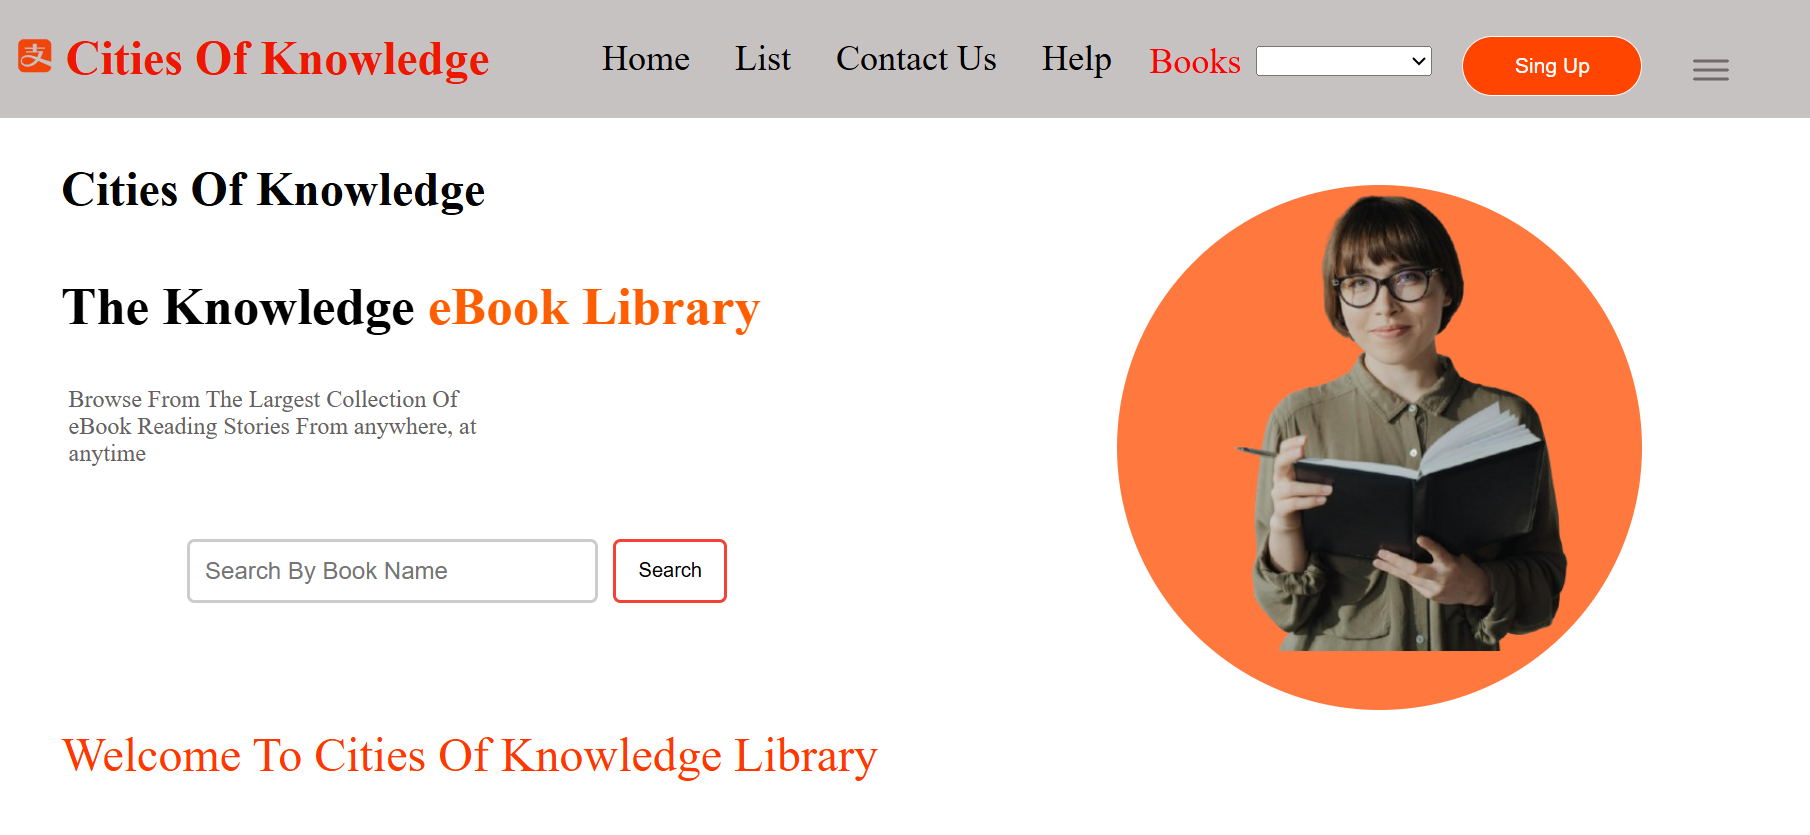 支 Cities Of Knowledge
Home List Contact Us Help Books Sing Up
Cities Of Knowledge
The Knowledge eBook Library
Browse From The Largest Collection Of
eBook Reading Stories From anywhere, at
anytime
Search By Book Name Search
Welcome To Cities Of Knowledge Library